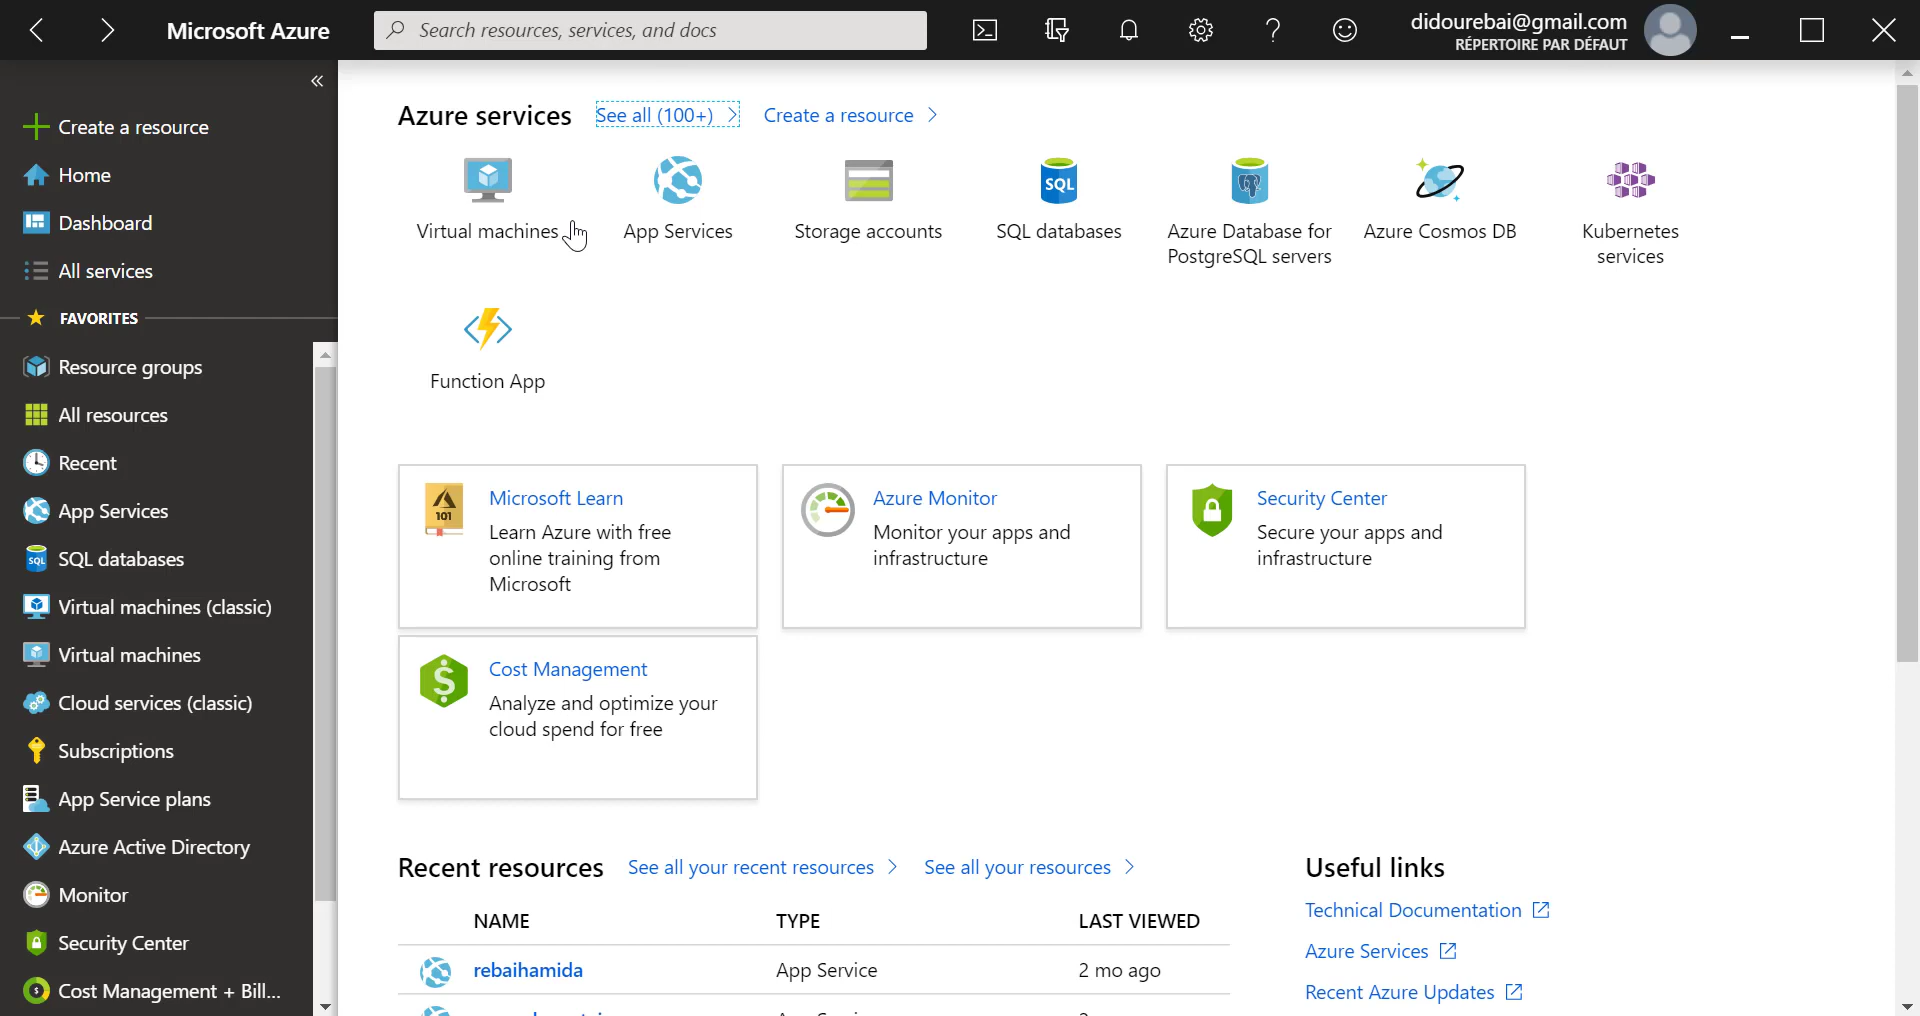 Microsoft Azure
Search resources, services, and docs
didourebai@gmail.com
RÉPERTOIRE PAR DÉFAUT
«
Create a resource
Home
Dashboard
All services
FAVORITES
Resource groups
All resources
Recent
App Services
SQL databases
Virtual machines (classic)
Virtual machines
Cloud services (classic)
Subscriptions
App Service plans
Azure Active Directory
Monitor
Security Center
Cost Management + Bill...
Azure services
See all (100+)
Create a resource
Virtual machines
App Services
Storage accounts
SQL
SQL databases
Azure Database for
PostgreSQL servers
Azure Cosmos DB
Kubernetes
services
Function App
101
Microsoft Learn
Learn Azure with free
online training from
Microsoft
Azure Monitor
Monitor your apps and
infrastructure
Security Center
Secure your apps and
infrastructure
Cost Management
Analyze and optimize your
cloud spend for free
Recent resources
See all your recent resources
See all your resources
NAME TYPE LAST VIEWED
rebaihamida App Service 2 mo ago
Useful links
Technical Documentation
Azure Services
Recent Azure Updates